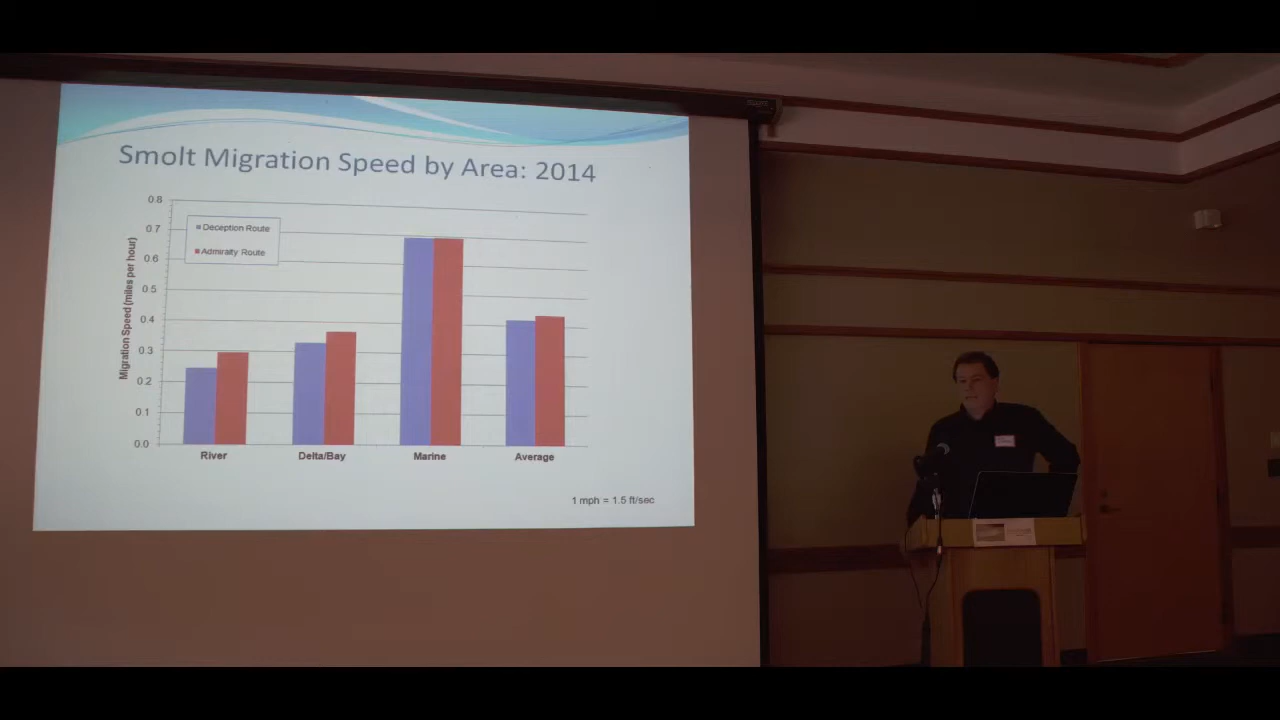 Smolt Migration Speed by Area: 2014
Migration Speed (miles per hour)
0.8
0.7
0.6
0.5
0.4
0.3
0.2
0.1
0.0
Deception Route
Admiralty Route
River
Delta/Bay
Marine
Average
1 mph = 1.5 ft/sec